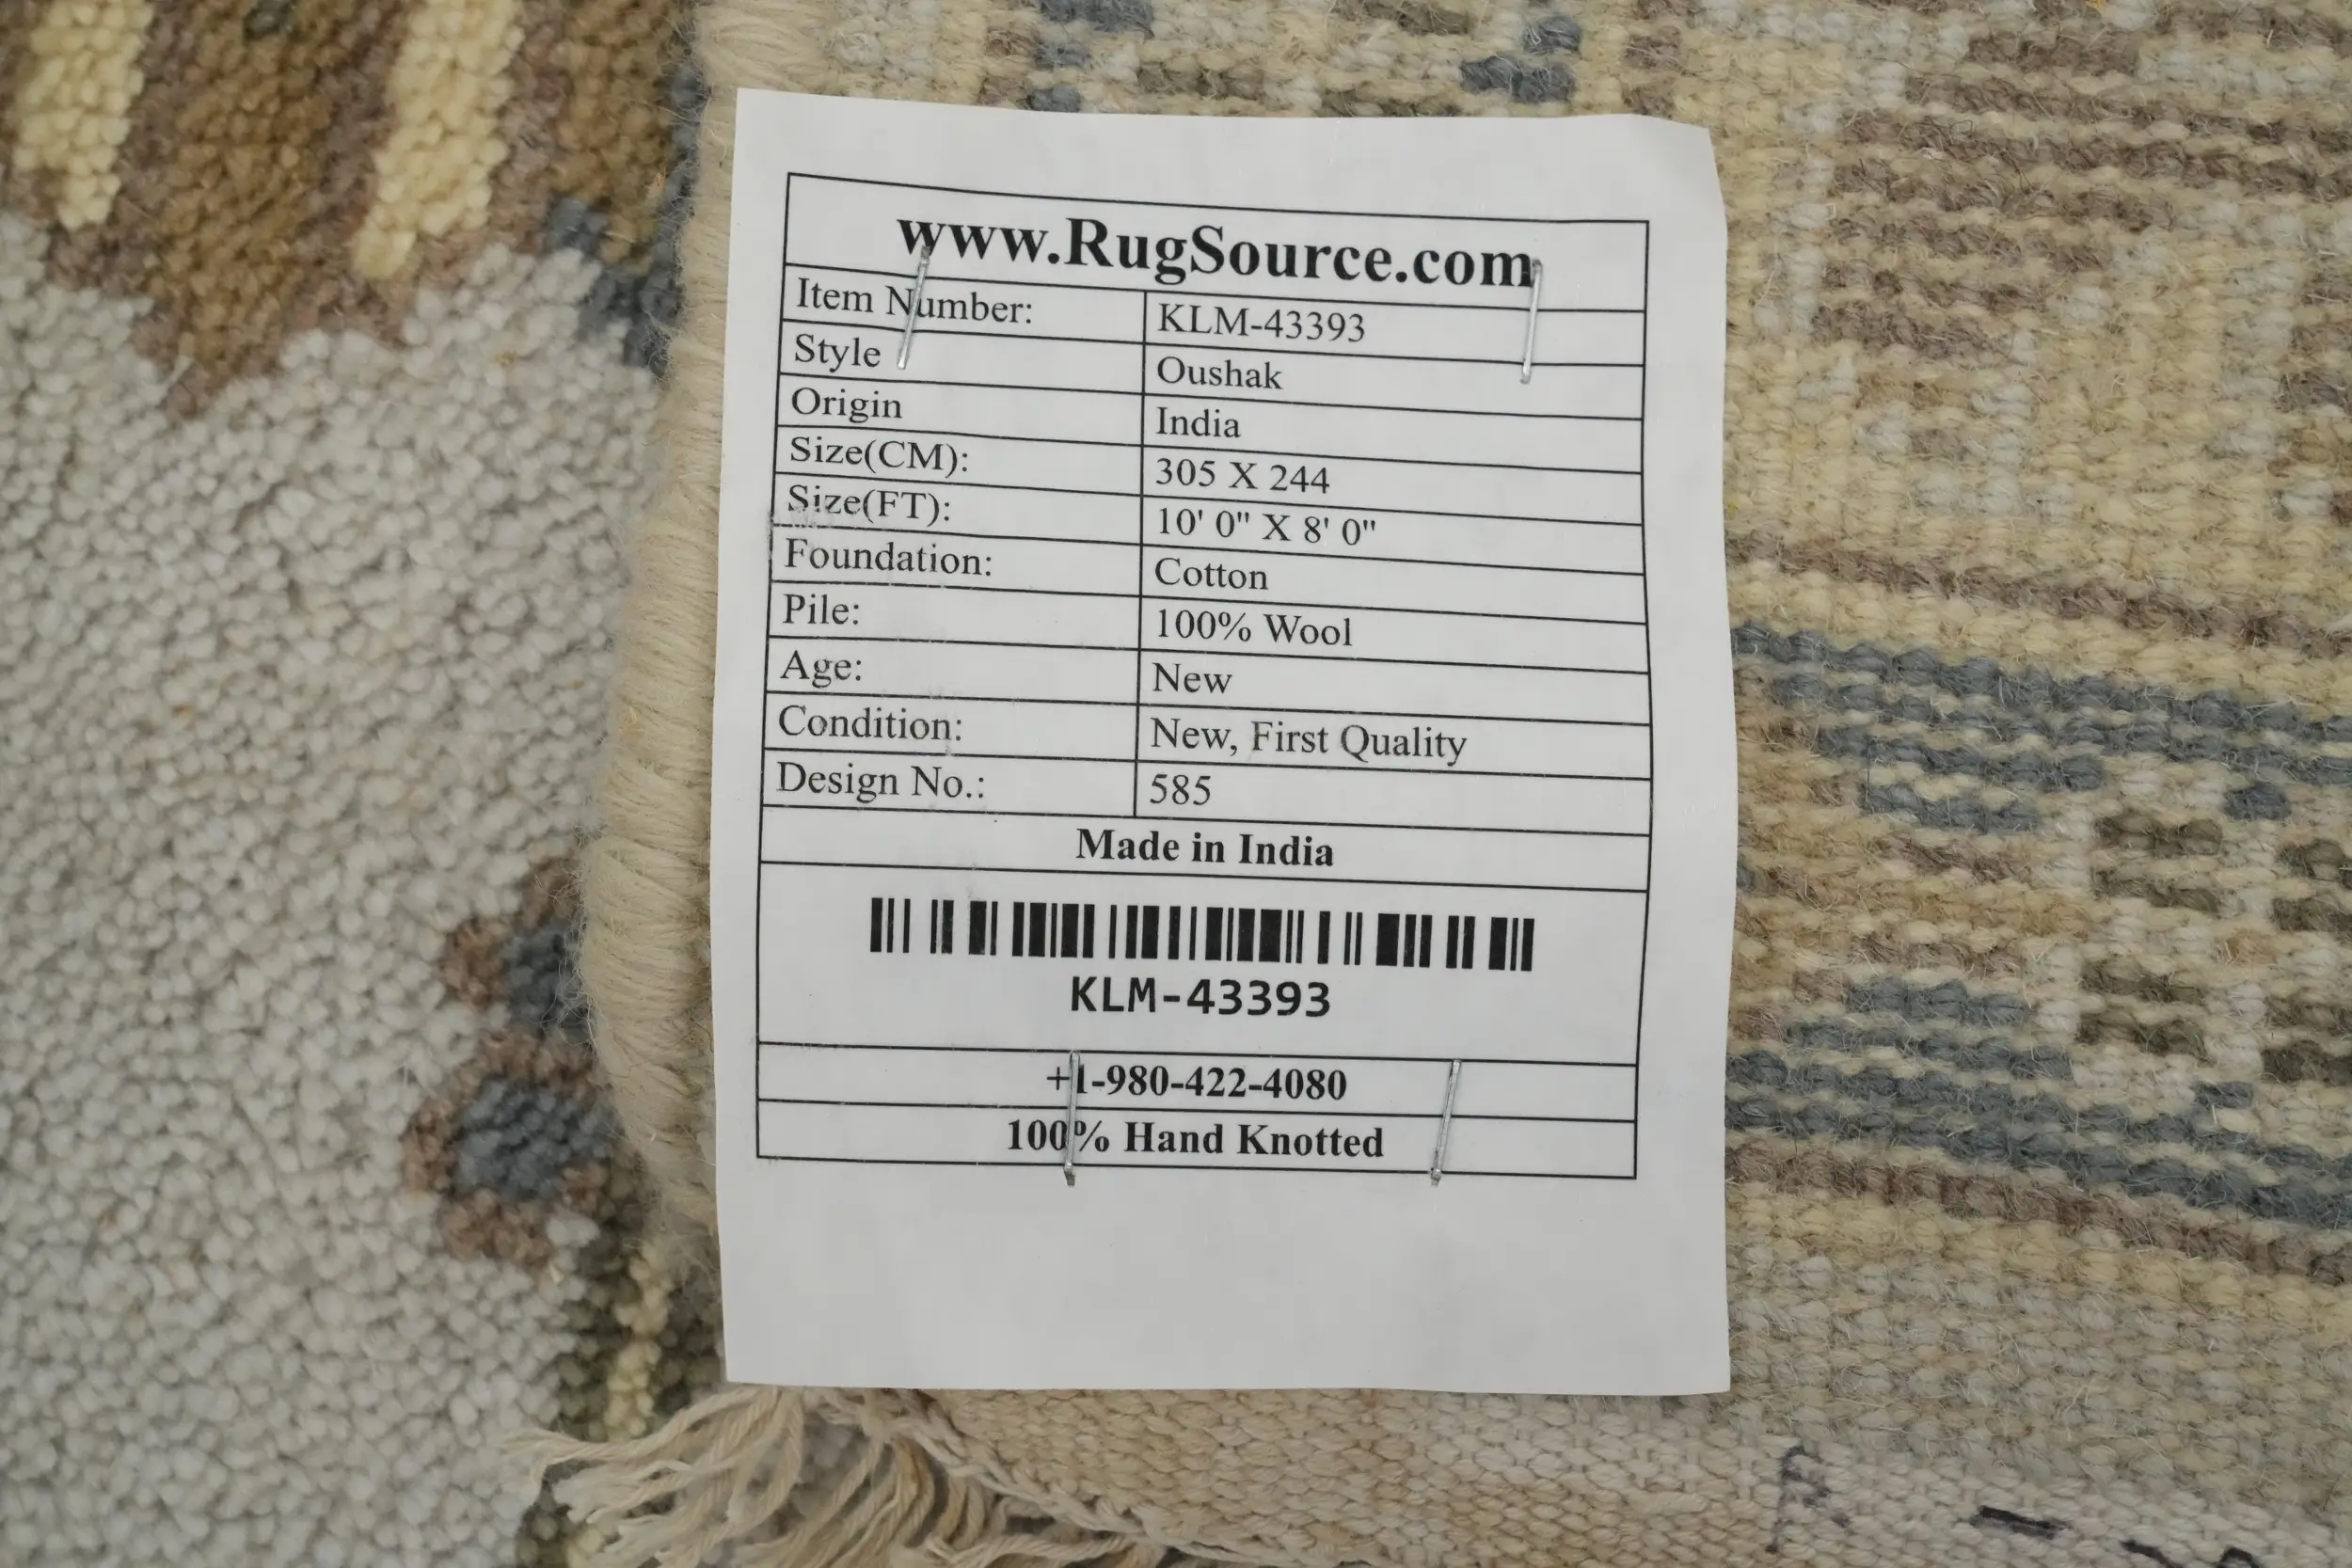 www.RugSource.com
Item Number: KLM-43393
Style Oushak
Origin India
Size(CM): 305 X 244
Size(FT): 10' 0" X 8' 0"
Foundation: Cotton
Pile: 100% Wool
Age: New
Condition: New, First Quality
Design No.: 585
Made in India
KLM-43393
+1-980-422-4080
100% Hand Knotted